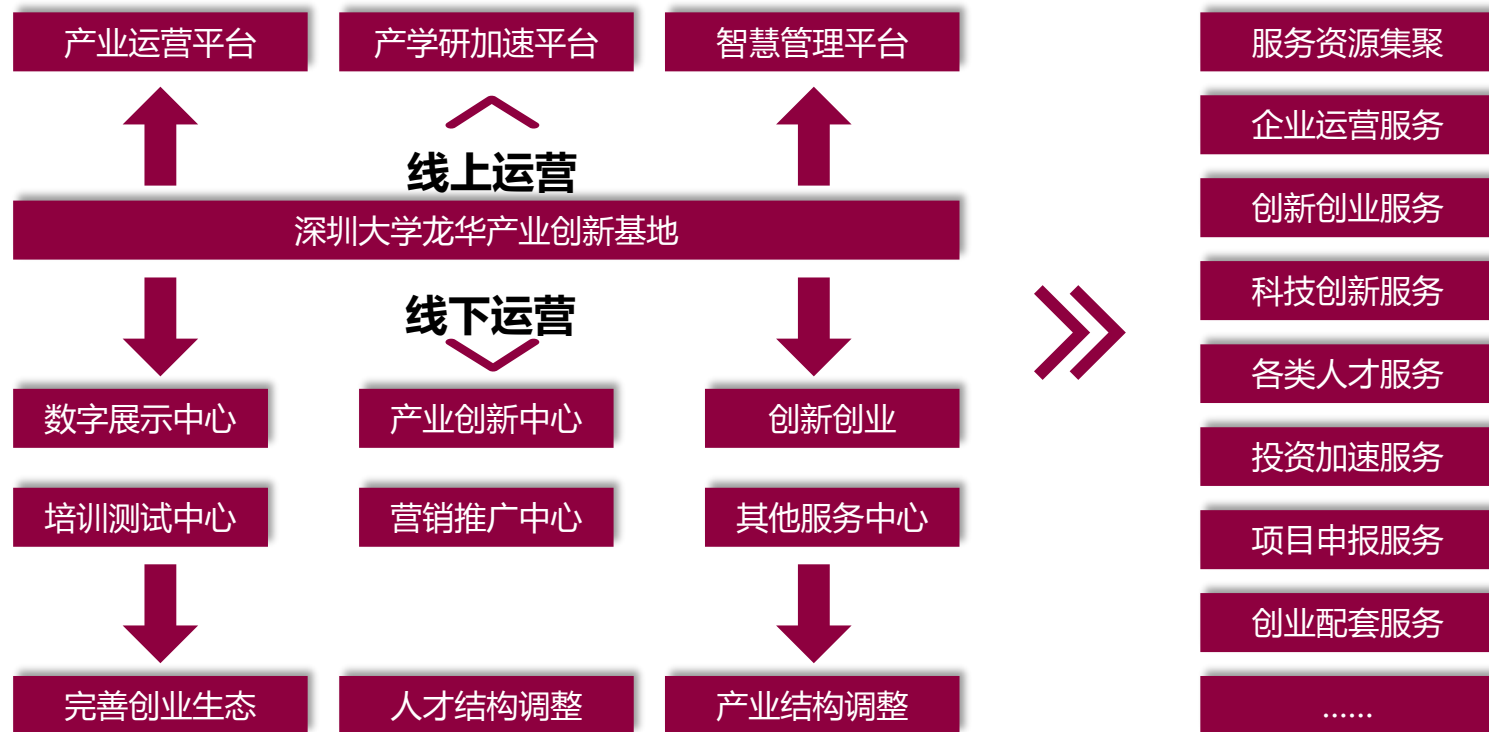 产业运营平台
产学研加速平台
智慧管理平台
线上运营
深圳大学龙华产业创新基地
线下运营
数字展示中心
产业创新中心
创新创业
培训测试中心
营销推广中心
其他服务中心
完善创业生态
人才结构调整
产业结构调整
服务资源集聚
企业运营服务
创新创业服务
科技创新服务
各类人才服务
投资加速服务
项目申报服务
创业配套服务
……